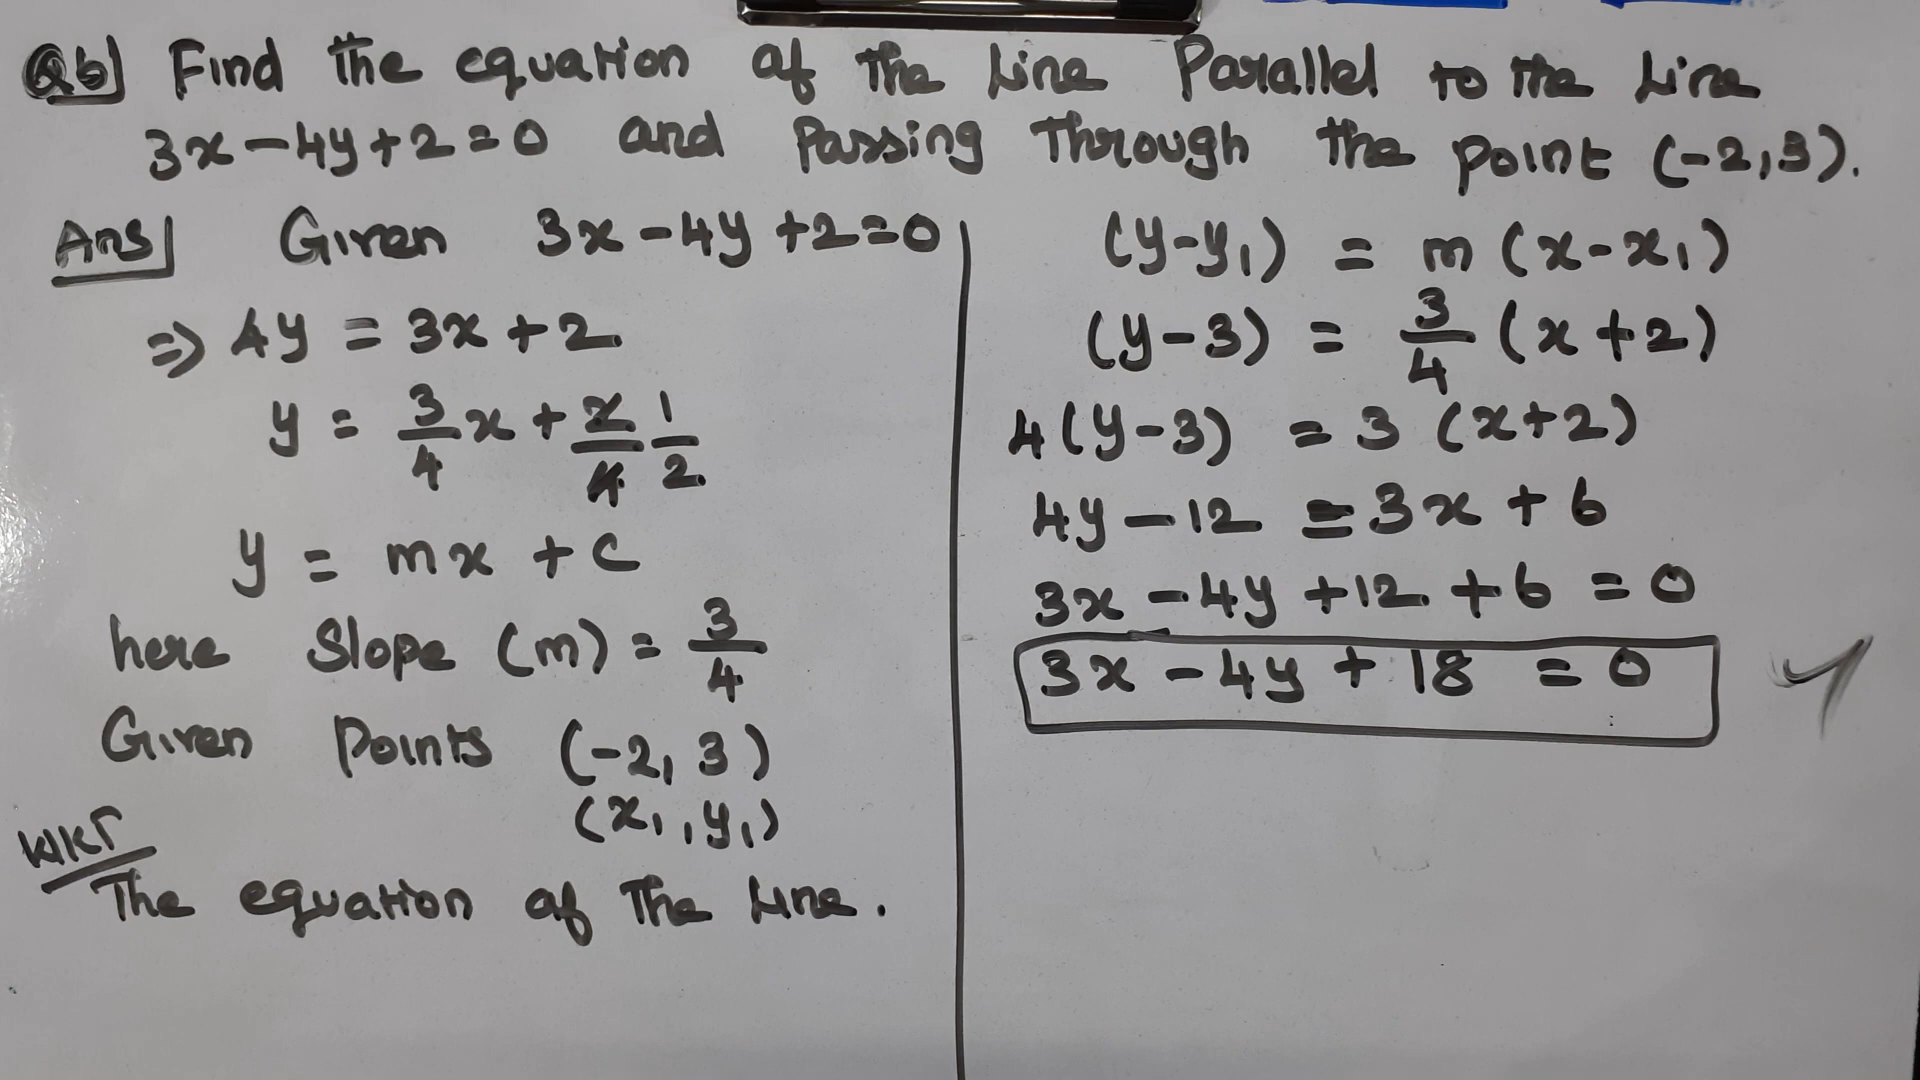 Q6] Find the equation of the Line Parallel to the Line
3x-4y+2=0 and Passing Through the point (-2,3).
Ans] Given 3x-4y+2=0
⇒ 4y = 3x+2
y = 3/4 x + 2/4 1/2
y = mx + c
here Slope (m) = 3/4
Given Points (-2, 3)
(x₁, y₁)
WKT
The equation of The Line.
(y-y₁) = m (x-x₁)
(y-3) = 3/4 (x+2)
4(y-3) = 3 (x+2)
4y-12 = 3x+6
3x-4y+12+6 = 0
3x-4y+18 = 0